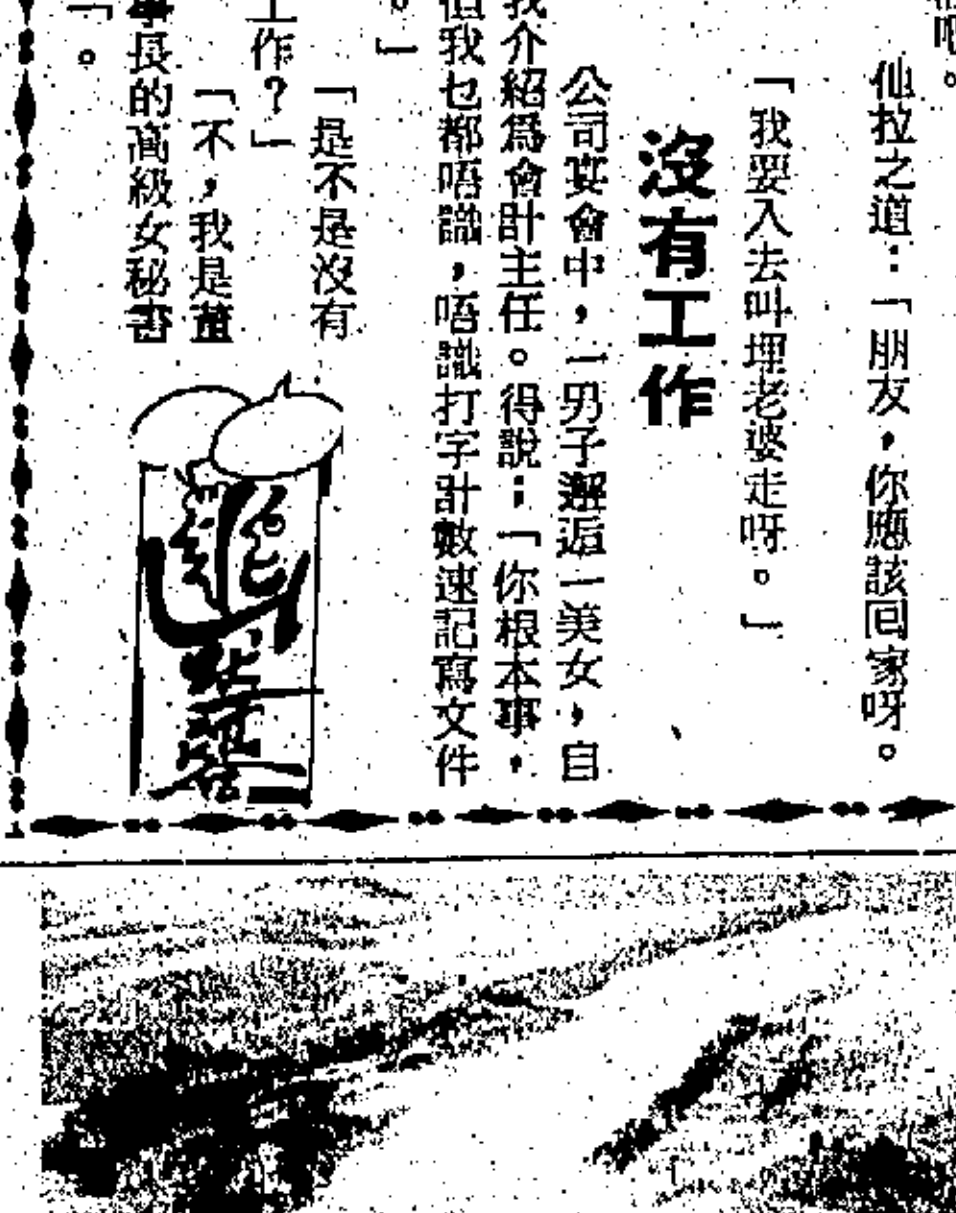 吧。
他拉之道：「朋友，你應該回家呀。
「我要入去叫埋老婆走呀。」
沒有工作
公司宴會中，一男子邂逅一美女，自
我介紹爲會計主任。得說；「你根本事，
但我乜都唔識，唔識打字計數速記寫文件
。」
「是不是沒有
工作？」
「不，我是董
事長的高級女秘書
」。